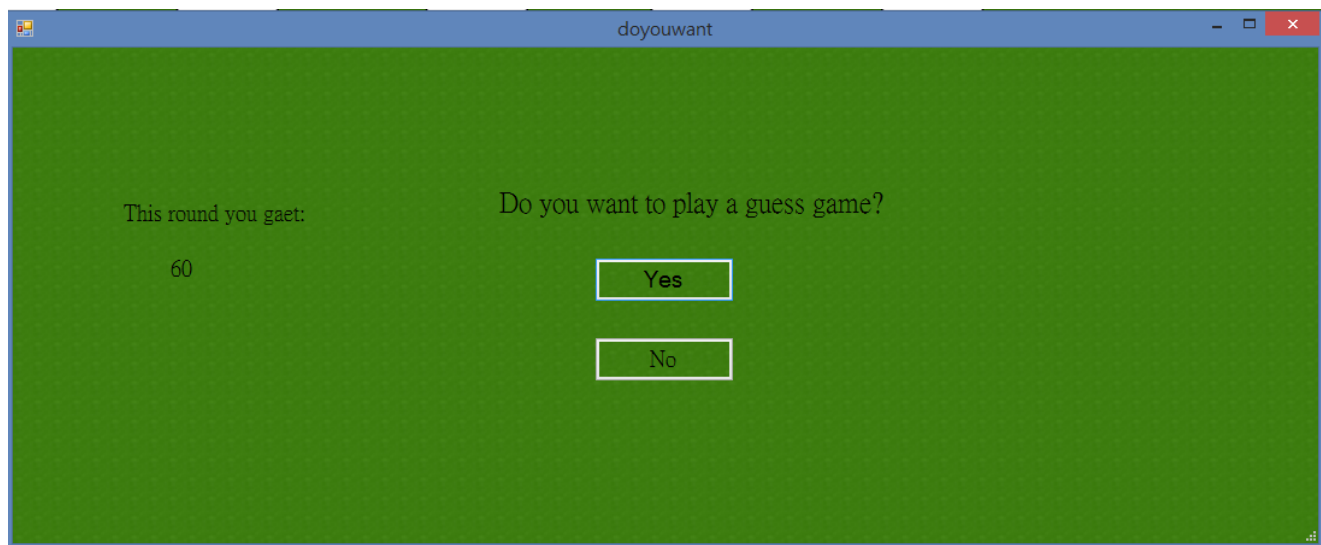 doyouwant
Do you want to play a guess game?
This round you gaet:
60
Yes
No